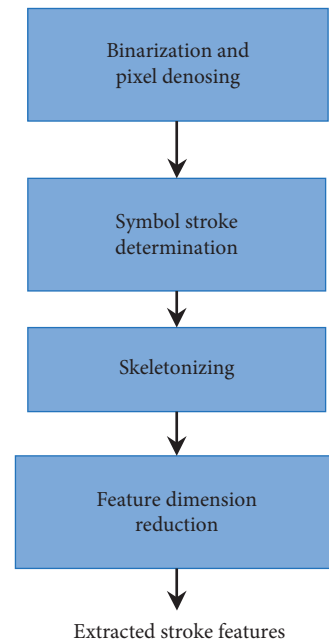 Binarization and
pixel denosing
Symbol stroke
determination
Skeletonizing
Feature dimension
reduction
Extracted stroke features